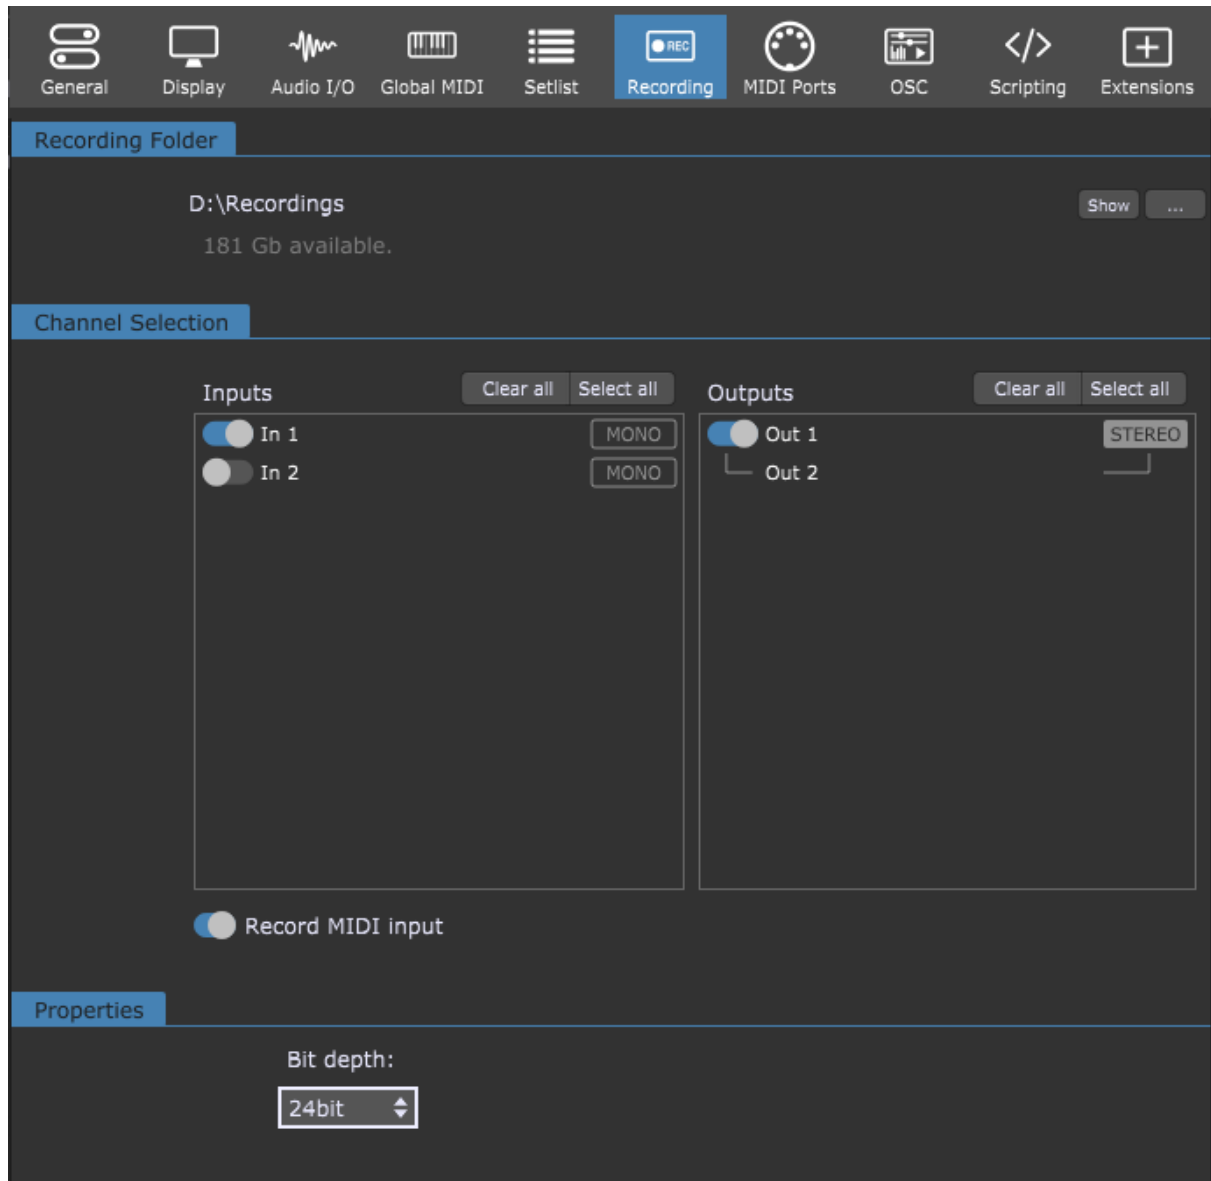 REC
General Display Audio I/O Global MIDI Setlist Recording MIDI Ports OSC Scripting Extensions
Recording Folder
D:\Recordings Show ...
181 Gb available.
Channel Selection
Inputs Clear all Select all Outputs Clear all Select all
In 1 MONO Out 1 STEREO
In 2 MONO Out 2
Record MIDI input
Properties
Bit depth:
24bit